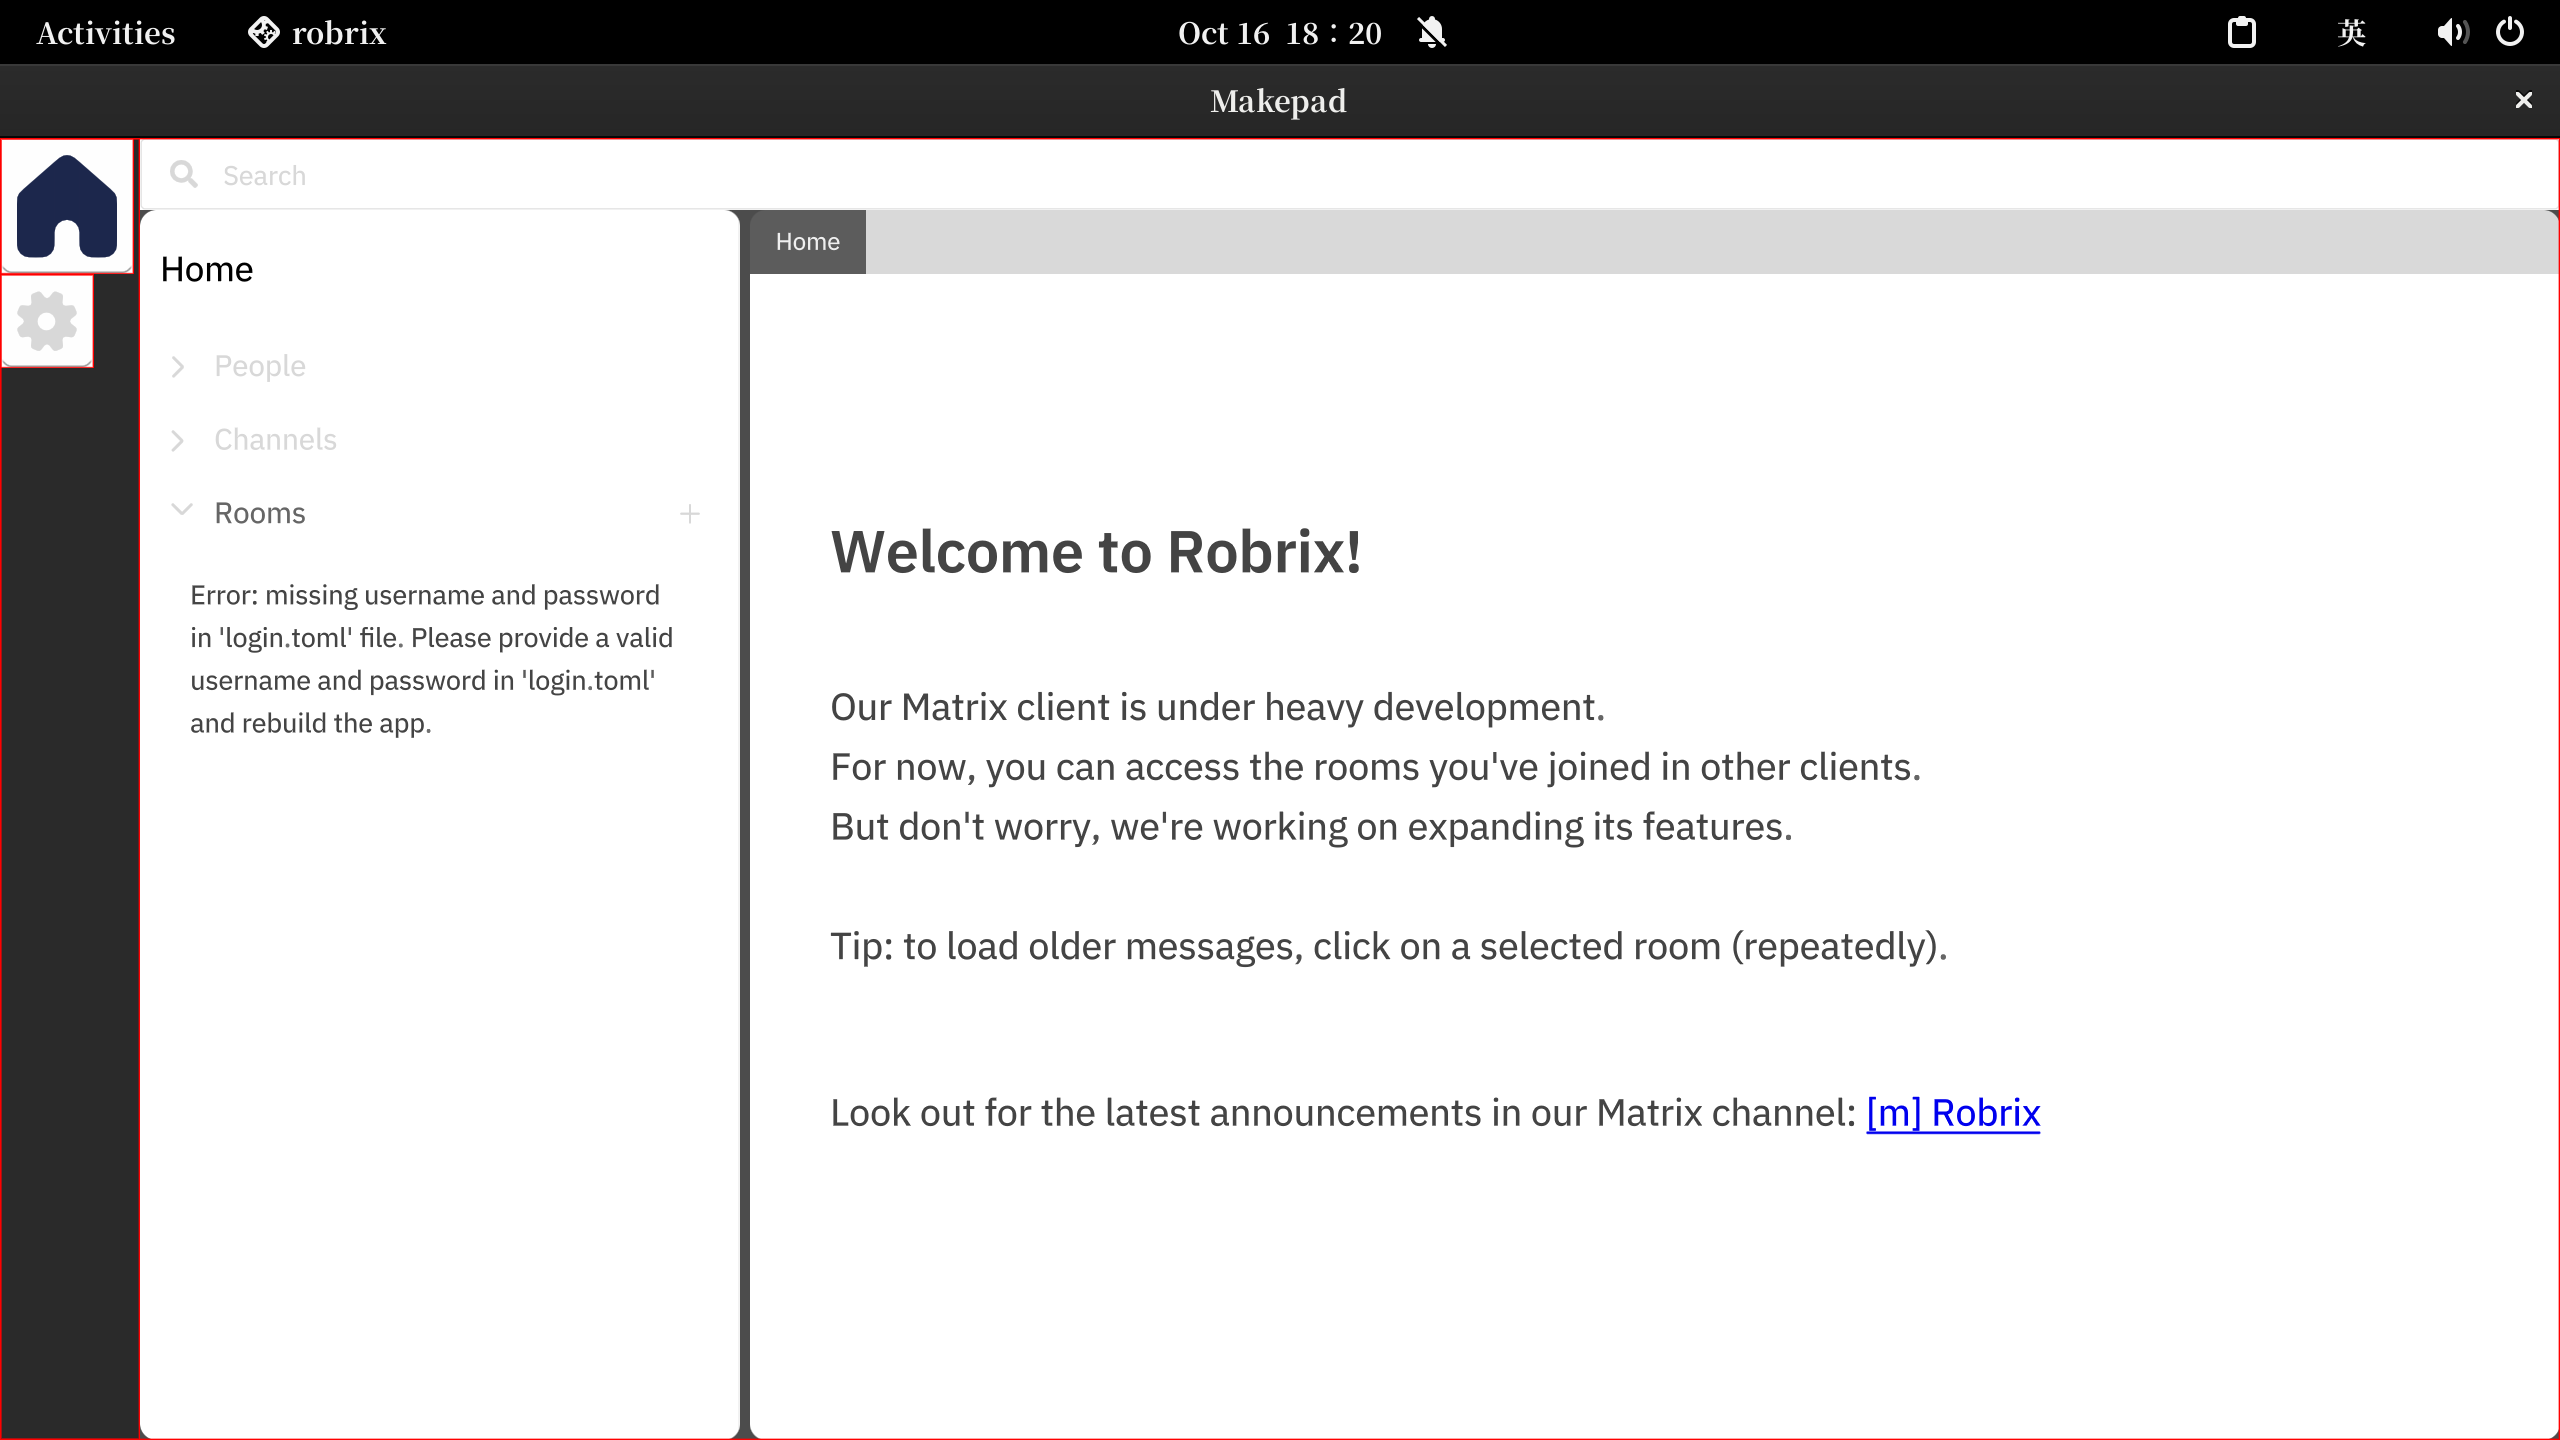 Activities
robrix
Oct 16 18：20
英
Makepad
Search
Home
People
Channels
Rooms
Error: missing username and password
in 'login.toml' file. Please provide a valid
username and password in 'login.toml'
and rebuild the app.
Home
Welcome to Robrix!
Our Matrix client is under heavy development.
For now, you can access the rooms you've joined in other clients.
But don't worry, we're working on expanding its features.
Tip: to load older messages, click on a selected room (repeatedly).
Look out for the latest announcements in our Matrix channel: [m] Robrix